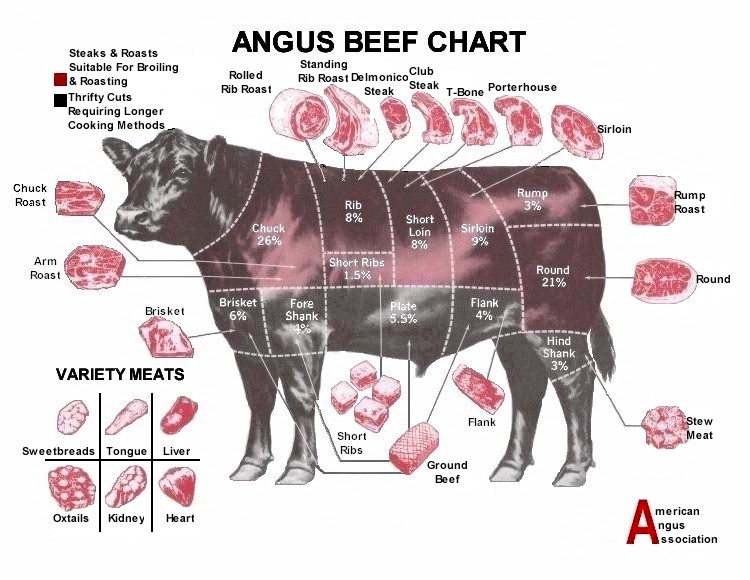 ANGUS BEEF CHART
Steaks & Roasts
Suitable For Broiling
& Roasting
Thrifty Cuts
Requiring Longer
Cooking Methods
Rolled
Rib Roast
Standing
Rib Roast
Delmonico
Steak
Club
Steak
T-Bone
Porterhouse
Sirloin
Chuck
Roast
Arm
Roast
Brisket
Chuck
26%
Rib
8%
Short Ribs
1.5%
Short
Loin
8%
Sirloin
9%
Rump
3%
Round
21%
Brisket
6%
Fore
Shank
4%
Plate
5.5%
Flank
4%
Hind
Shank
3%
Rump
Roast
Round
Stew
Meat
Short
Ribs
Ground
Beef
Flank
VARIETY MEATS
Sweetbreads
Tongue
Liver
Oxtails
Kidney
Heart
American
Angus
Association